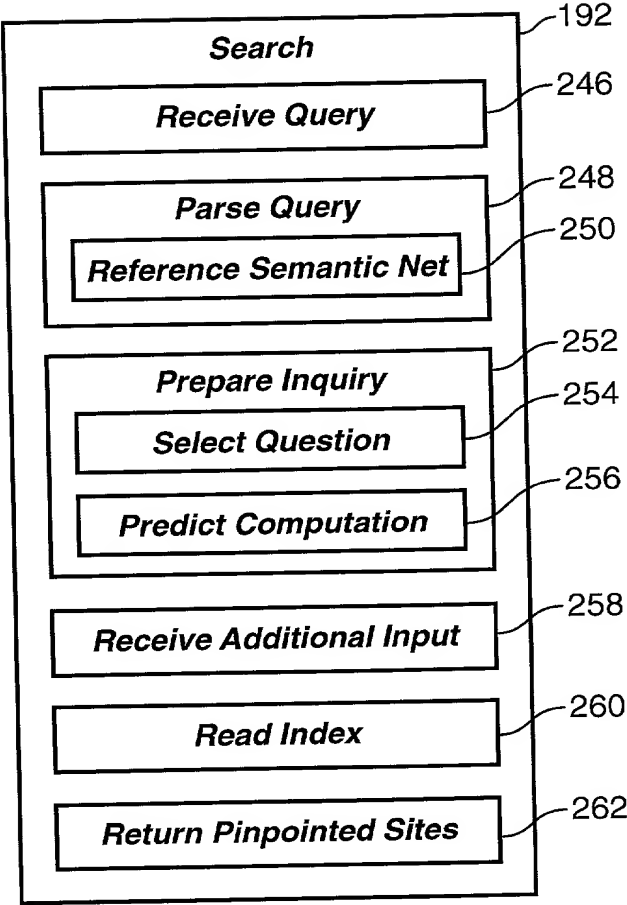 192
Search
Receive Query 246
Parse Query 248
Reference Semantic Net 250
Prepare Inquiry 252
Select Question 254
Predict Computation 256
Receive Additional Input 258
Read Index 260
Return Pinpointed Sites 262